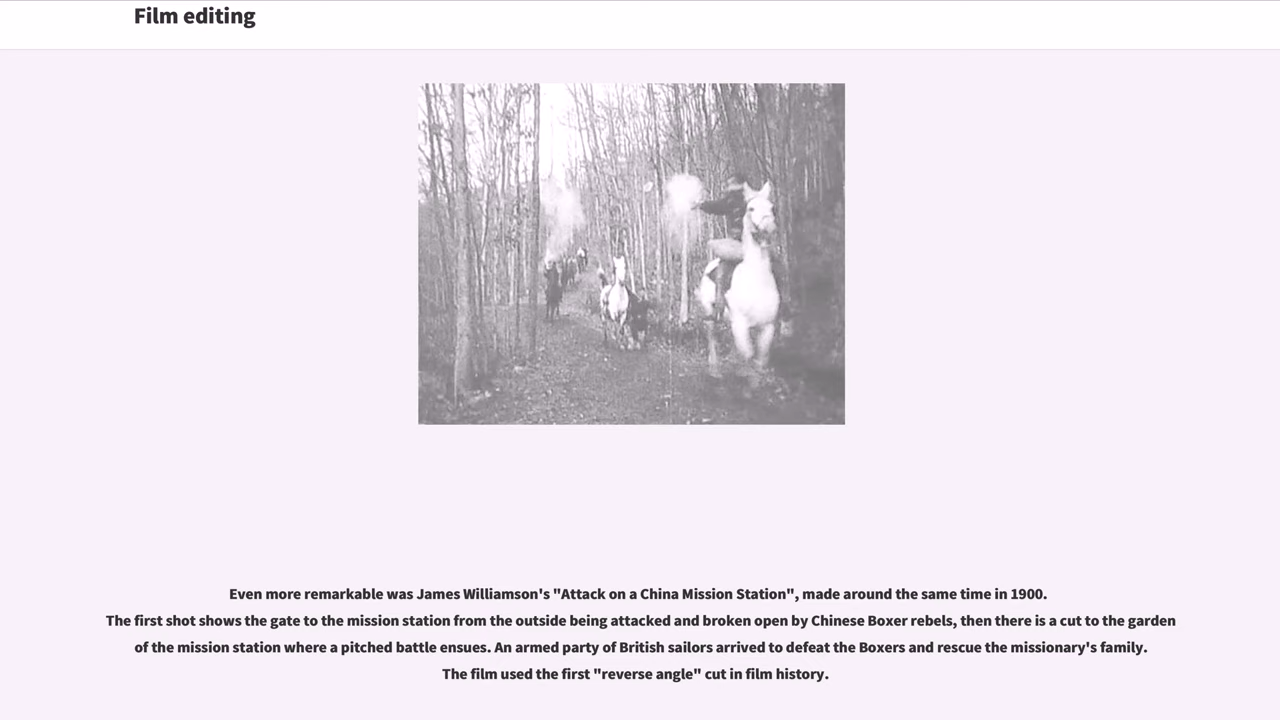 Film editing
Even more remarkable was James Williamson's "Attack on a China Mission Station", made around the same time in 1900.
The first shot shows the gate to the mission station from the outside being attacked and broken open by Chinese Boxer rebels, then there is a cut to the garden
of the mission station where a pitched battle ensues. An armed party of British sailors arrived to defeat the Boxers and rescue the missionary's family.
The film used the first "reverse angle" cut in film history.